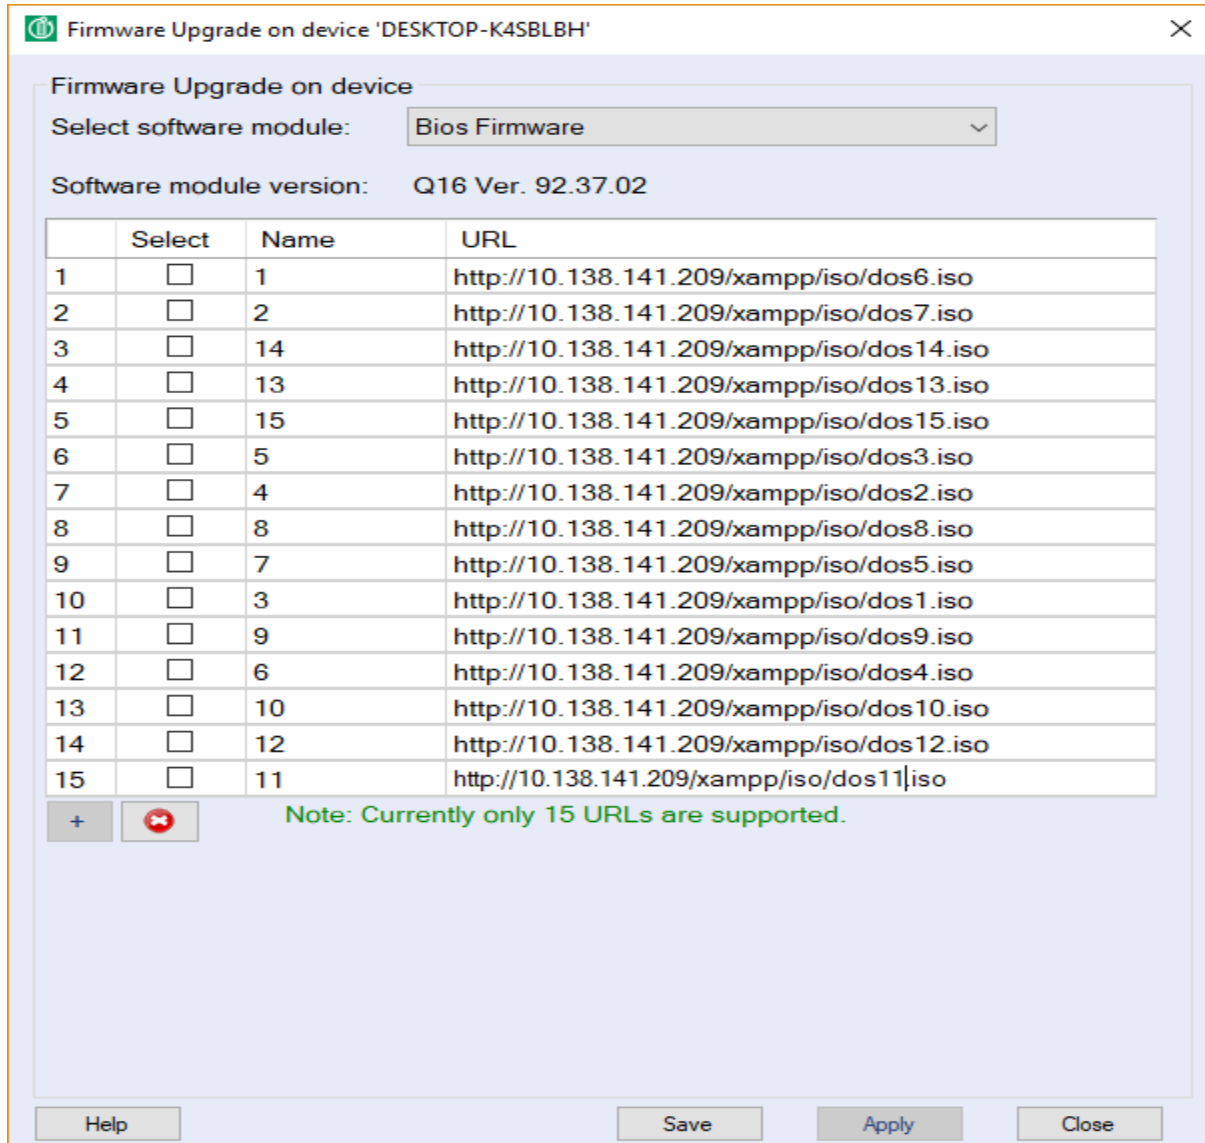 Firmware Upgrade on device 'DESKTOP-K4SBLBH'
Firmware Upgrade on device
Select software module: Bios Firmware
Software module version: Q16 Ver. 92.37.02
Select Name URL
1 1 http://10.138.141.209/xampp/iso/dos6.iso
2 2 http://10.138.141.209/xampp/iso/dos7.iso
3 14 http://10.138.141.209/xampp/iso/dos14.iso
4 13 http://10.138.141.209/xampp/iso/dos13.iso
5 15 http://10.138.141.209/xampp/iso/dos15.iso
6 5 http://10.138.141.209/xampp/iso/dos3.iso
7 4 http://10.138.141.209/xampp/iso/dos2.iso
8 8 http://10.138.141.209/xampp/iso/dos8.iso
9 7 http://10.138.141.209/xampp/iso/dos5.iso
10 3 http://10.138.141.209/xampp/iso/dos1.iso
11 9 http://10.138.141.209/xampp/iso/dos9.iso
12 6 http://10.138.141.209/xampp/iso/dos4.iso
13 10 http://10.138.141.209/xampp/iso/dos10.iso
14 12 http://10.138.141.209/xampp/iso/dos12.iso
15 11 http://10.138.141.209/xampp/iso/dos11.iso
+ Note: Currently only 15 URLs are supported.
Help Save Apply Close